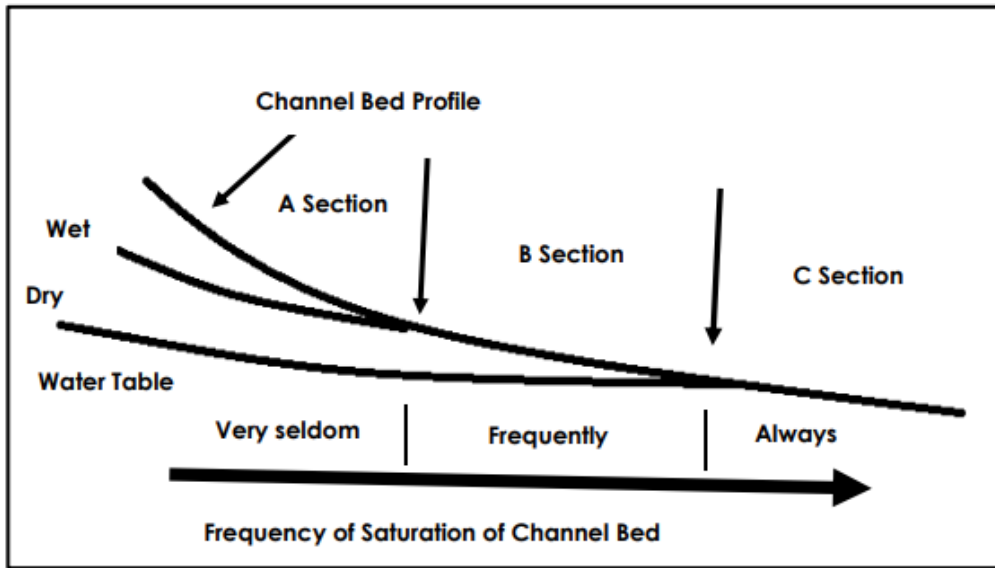 Channel Bed Profile
A Section
Wet
B Section
C Section
Dry
Water Table
Very seldom
Frequently
Always
Frequency of Saturation of Channel Bed